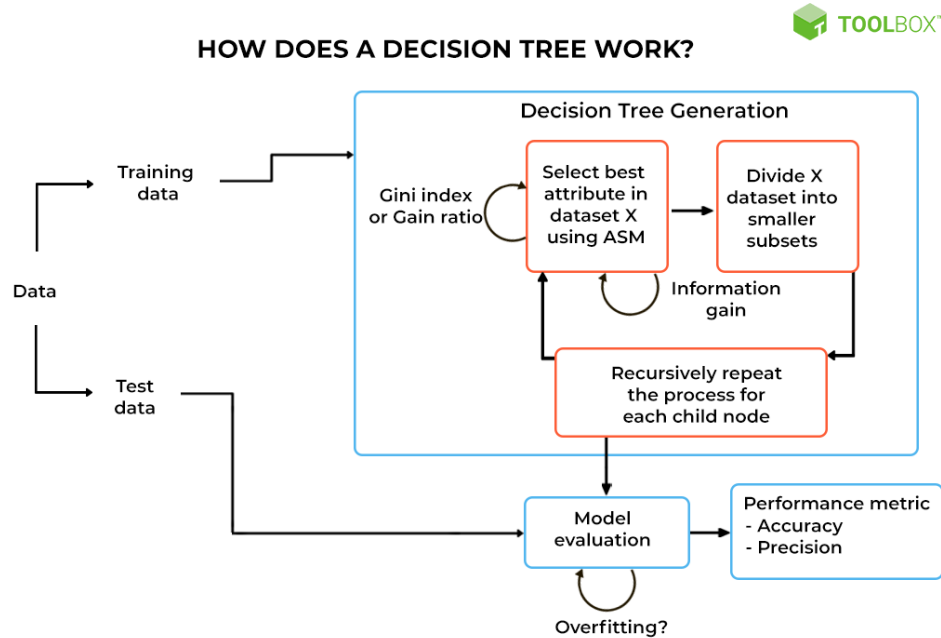 TOOLBOX™
HOW DOES A DECISION TREE WORK?
Decision Tree Generation
Training
data
Gini index
or Gain ratio
Select best
attribute in
dataset X
using ASM
Divide X
dataset into
smaller
subsets
Data
Information
gain
Test
data
Recursively repeat
the process for
each child node
Model
evaluation
Performance metric
- Accuracy
- Precision
Overfitting?